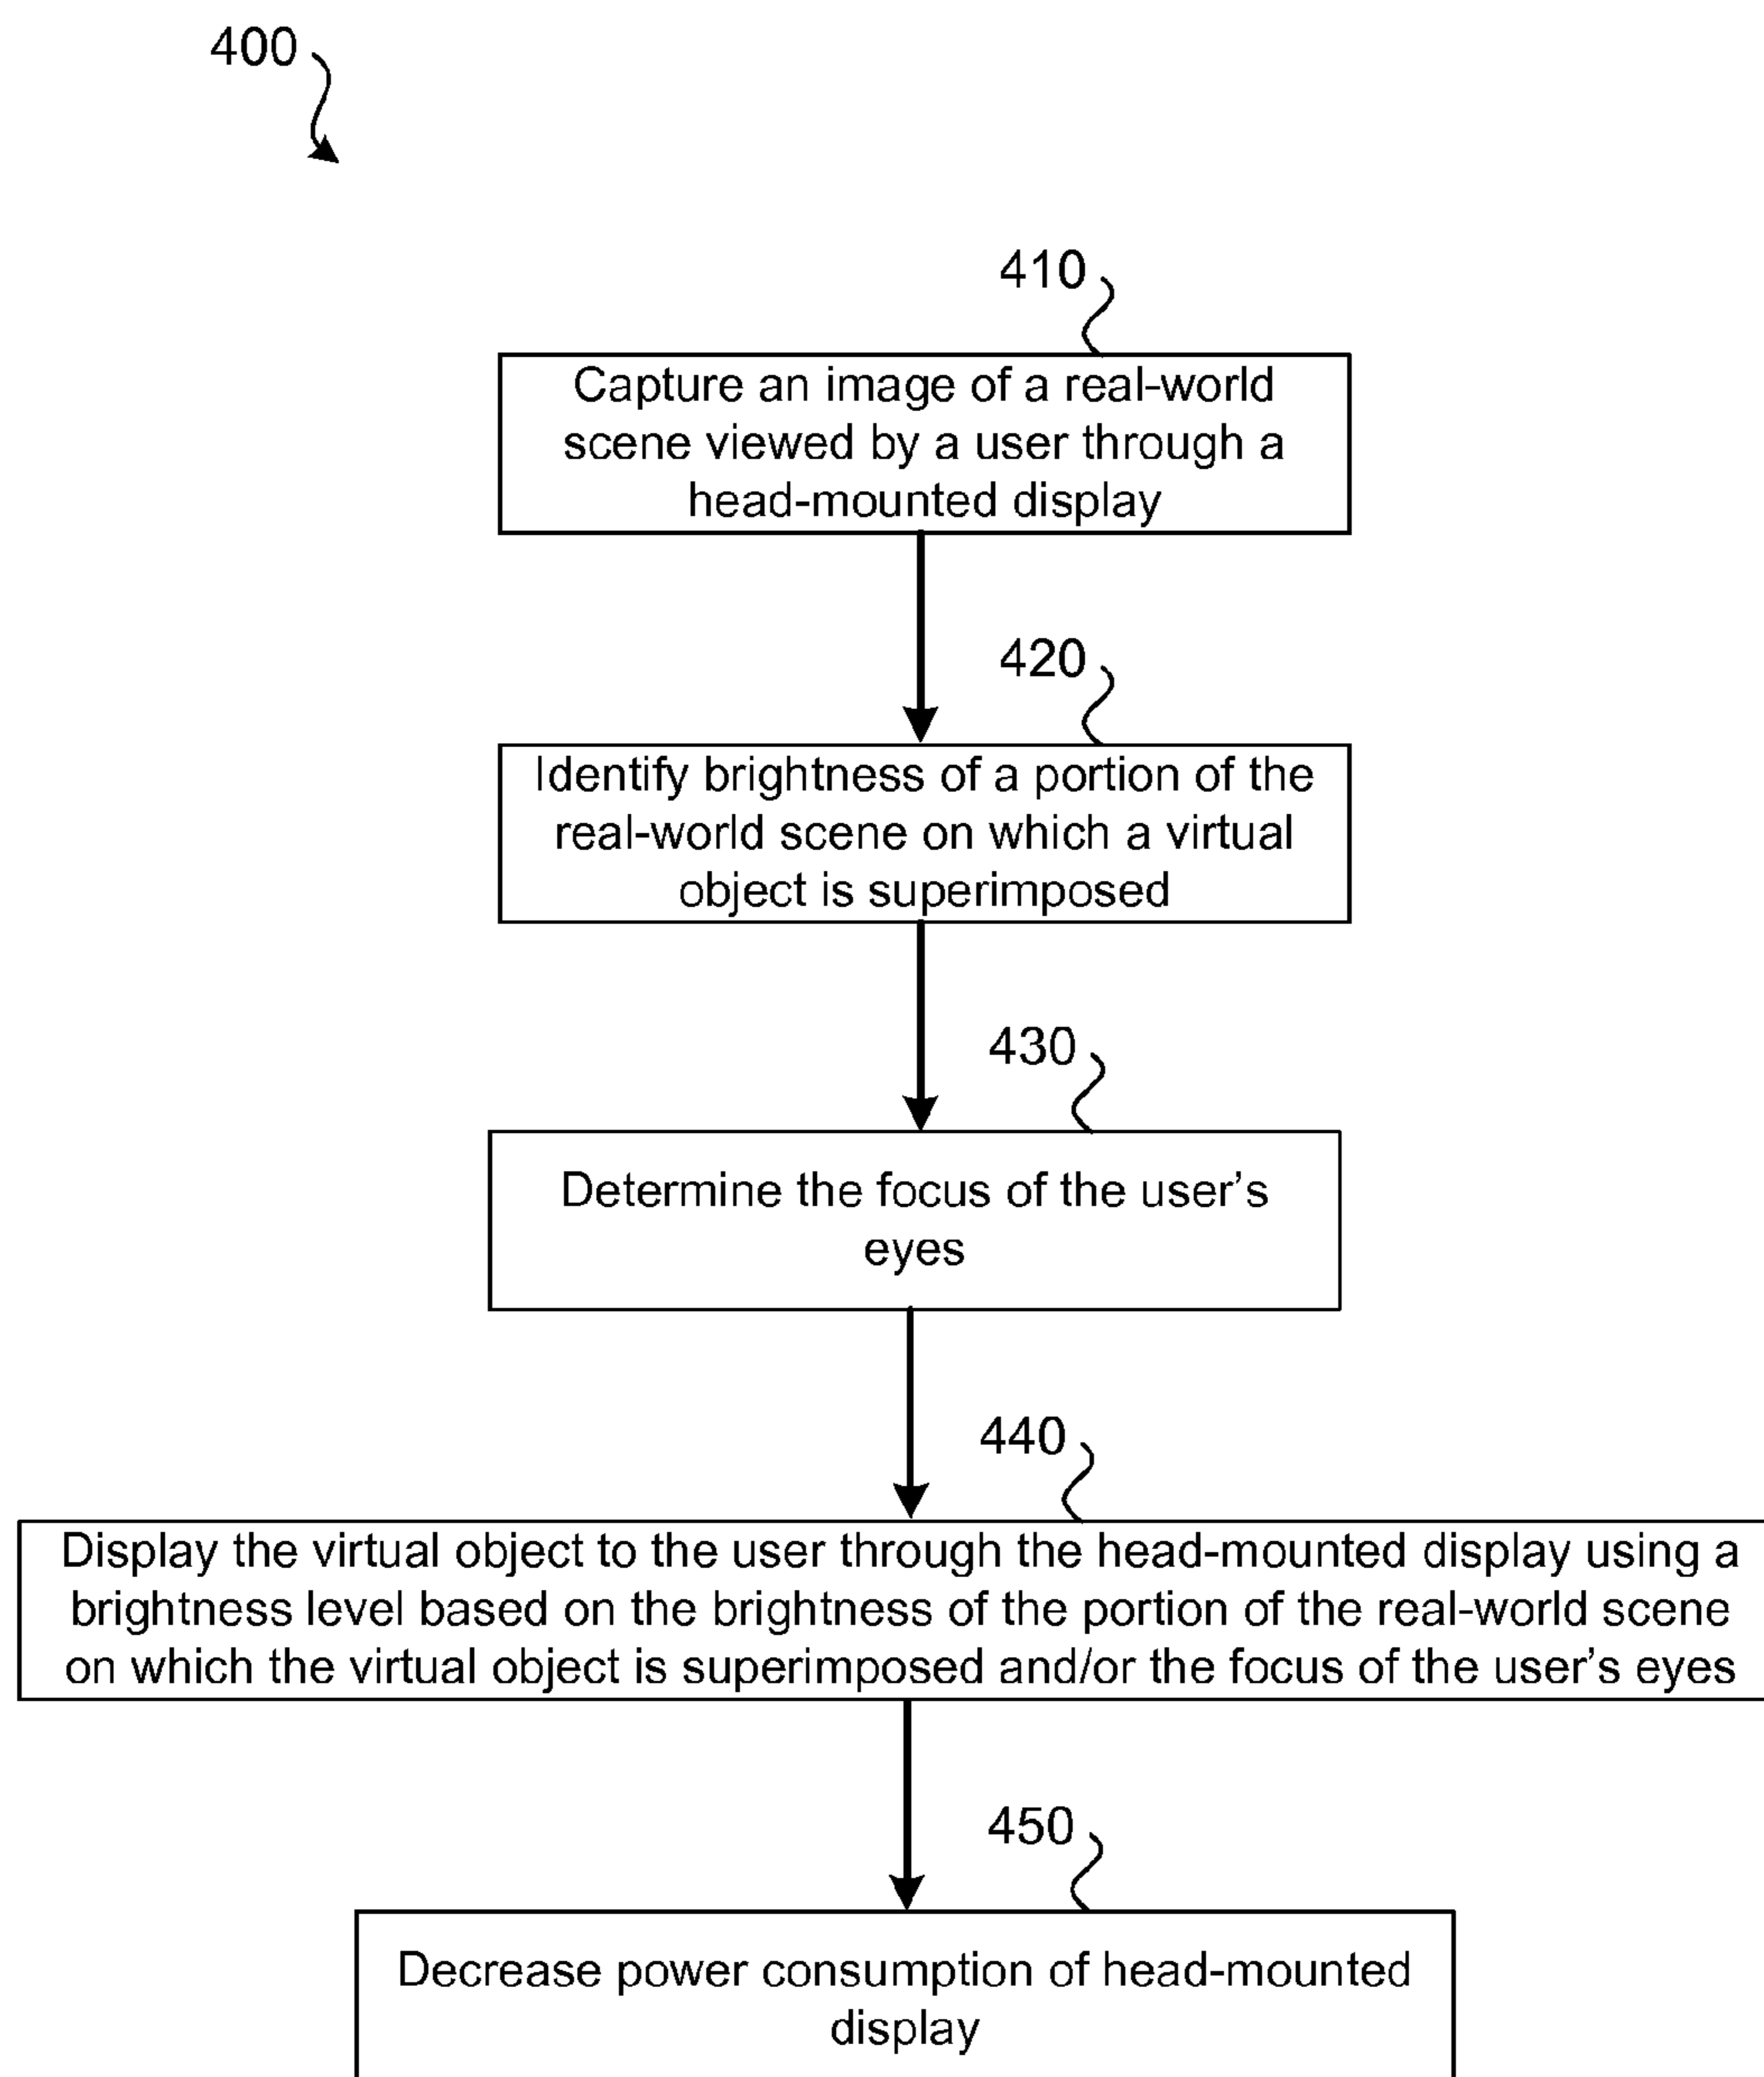 400
410
Capture an image of a real-world
scene viewed by a user through a
head-mounted display
420
Identify brightness of a portion of the
real-world scene on which a virtual
object is superimposed
430
Determine the focus of the user's
eyes
440
Display the virtual object to the user through the head-mounted display using a
brightness level based on the brightness of the portion of the real-world scene
on which the virtual object is superimposed and/or the focus of the user's eyes
450
Decrease power consumption of head-mounted
display